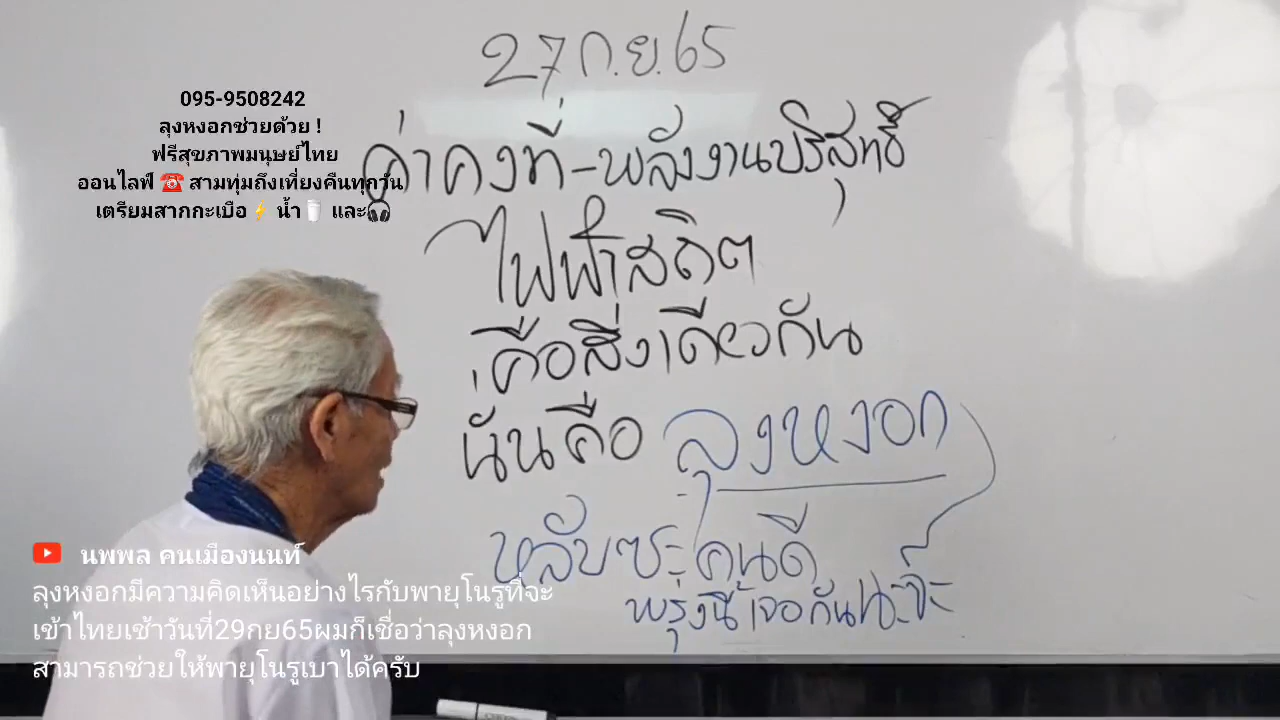 27 ก.ย.65
095-9508242
ลุงหงอกช่วยด้วย !
ฟรีสุขภาพมนุษย์ไทย
ออนไลฟ์ ☎️ สามทุ่มถึงเที่ยงคืนทุกวัน
เตรียมสากกะเบือ⚡ น้ำ🥛 และ🎧
ค่าคงที่-พลังงานบริสุทธิ์
ไฟฟ้าสถิต
คือสิ่งเดียวกัน
นั่นคือ ลุงหงอก
หลับซะคนดี
พรุ่งนี้เจอกันนะจ๊ะ
นพพล คนเมืองนนท์
ลุงหงอกมีความคิดเห็นอย่างไรกับพายุโนรูที่จะ
เข้าไทยเช้าวันที่29กย65ผมก็เชื่อว่าลุงหงอก
สามารถช่วยให้พายุโนรูเบาได้ครับ